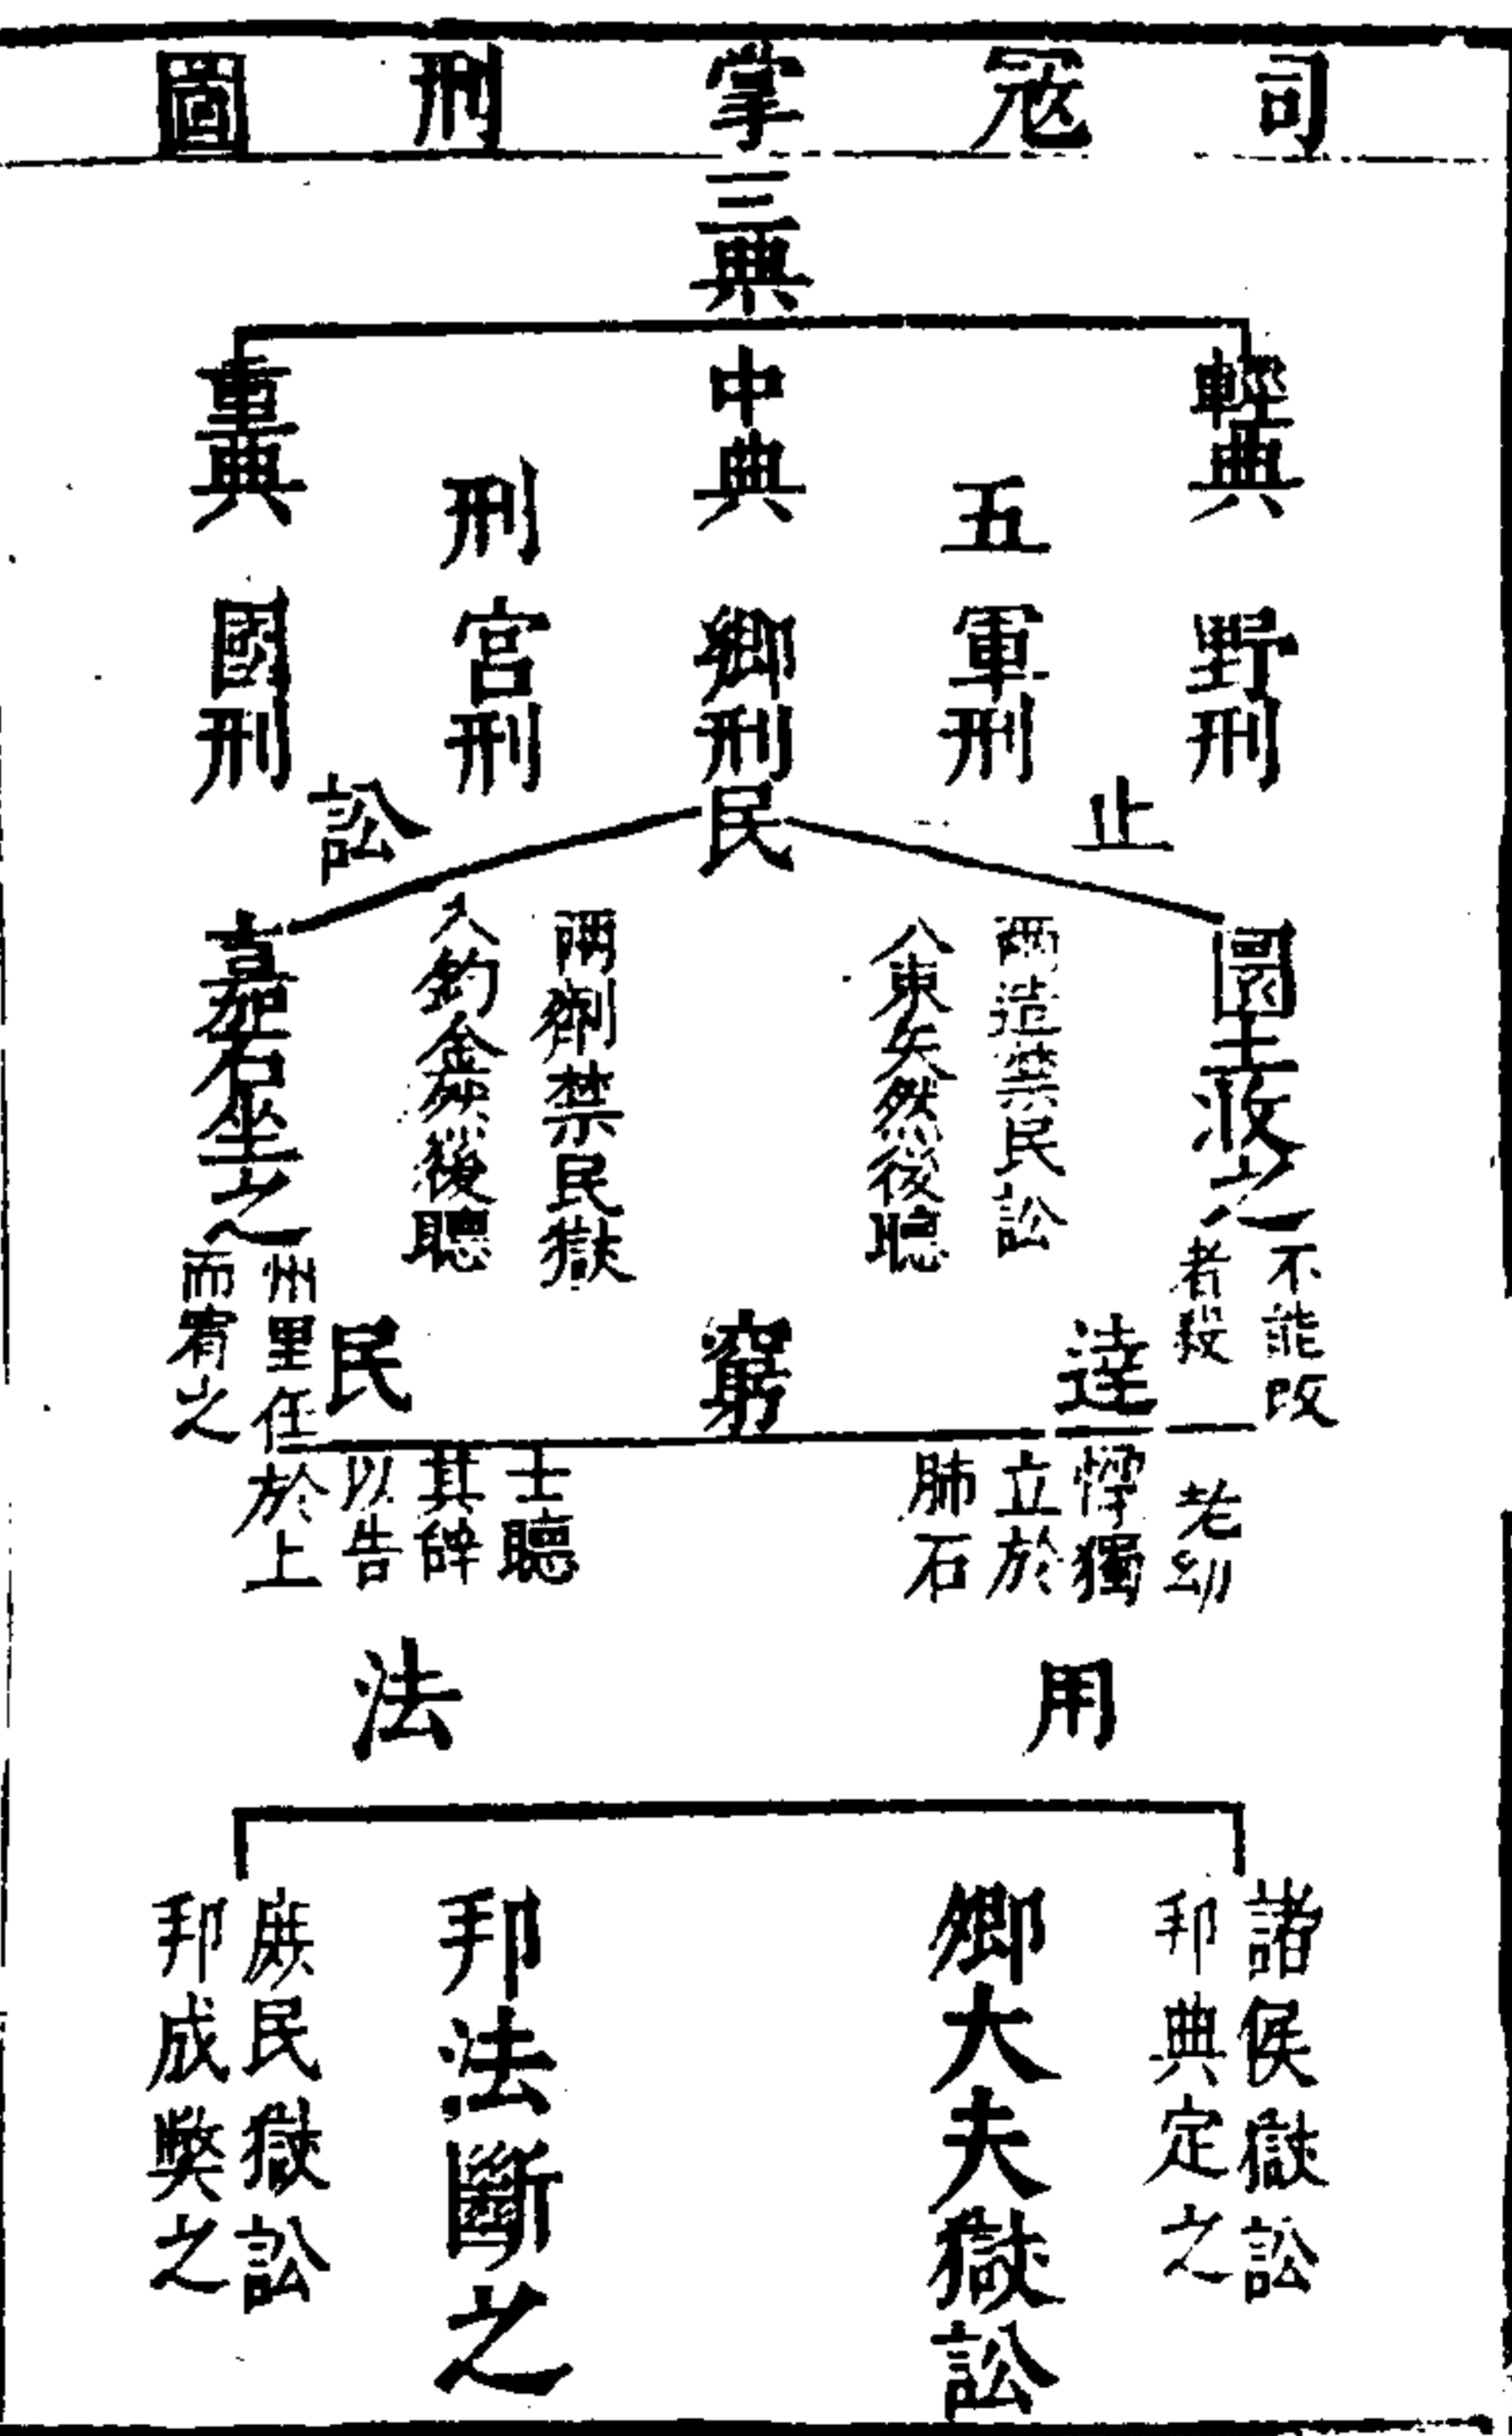 司寇掌刑圖
三典
輕典
中典
重典
五刑
野刑
軍刑
鄉刑
官刑
國刑
止民訟
圜土收之
不能改
者殺
兩造禁民訟
入束矢然後聽
兩劑禁民獄
入鈞金然後聽
嘉石坐之
州里任
而宥之
達窮民
老幼
惸獨
立於
肺石
士聽
其辭
以告
於上
用法
諸侯獄訟
邦典定之
卿大夫獄訟
邦法斷之
庶民獄訟
邦成弊之